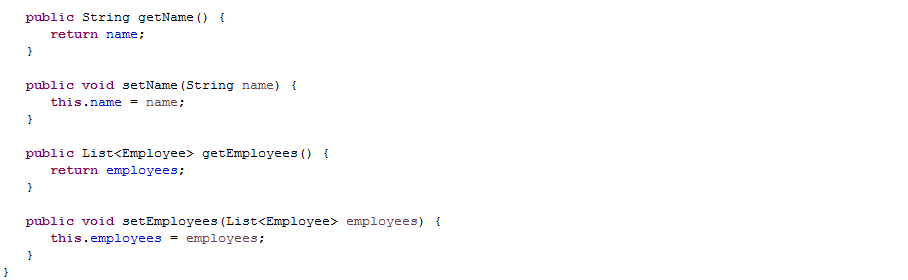 public String getName() {
return name;
}
public void setName(String name) {
this.name = name;
}
public List<Employee> getEmployees() {
return employees;
}
public void setEmployees(List<Employee> employees) {
this.employees = employees;
}
}